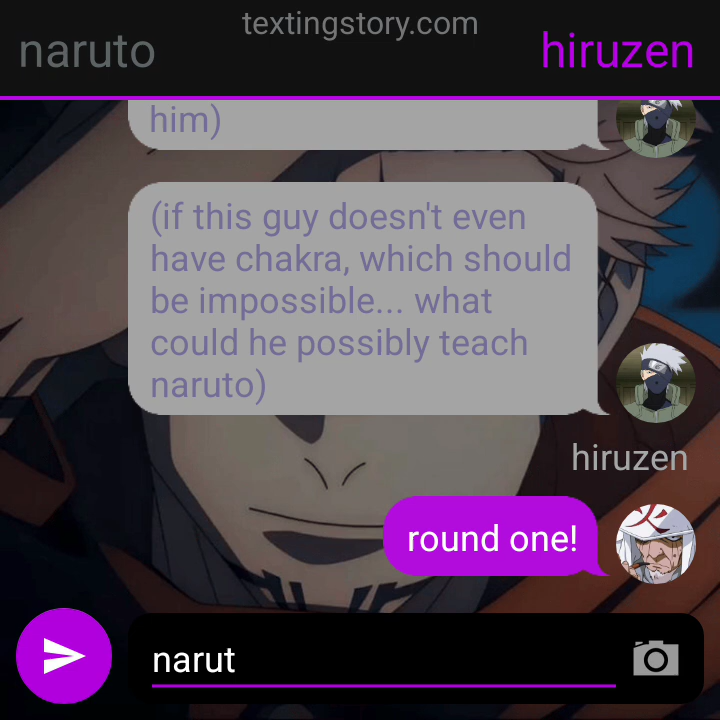 textingstory.com
naruto
hiruzen
him)
(if this guy doesn't even
have chakra, which should
be impossible... what
could he possibly teach
naruto)
hiruzen
round one!
火
narut